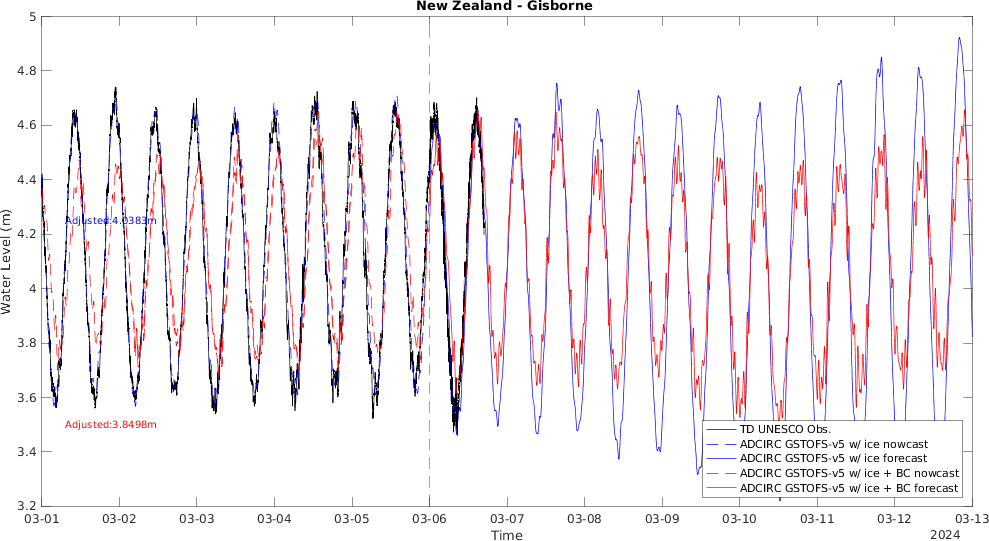 New Zealand - Gisborne
Water Level (m)
5
4.8
4.6
4.4
4.2
4
3.8
3.6
3.4
3.2
Adjusted:4.0383m
Adjusted:3.8498m
TD UNESCO Obs.
ADCIRC GSTOFS-v5 w/ ice nowcast
ADCIRC GSTOFS-v5 w/ ice forecast
ADCIRC GSTOFS-v5 w/ ice + BC nowcast
ADCIRC GSTOFS-v5 w/ ice + BC forecast
03-01 03-02 03-03 03-04 03-05 03-06 03-07 03-08 03-09 03-10 03-11 03-12 03-13
Time
2024